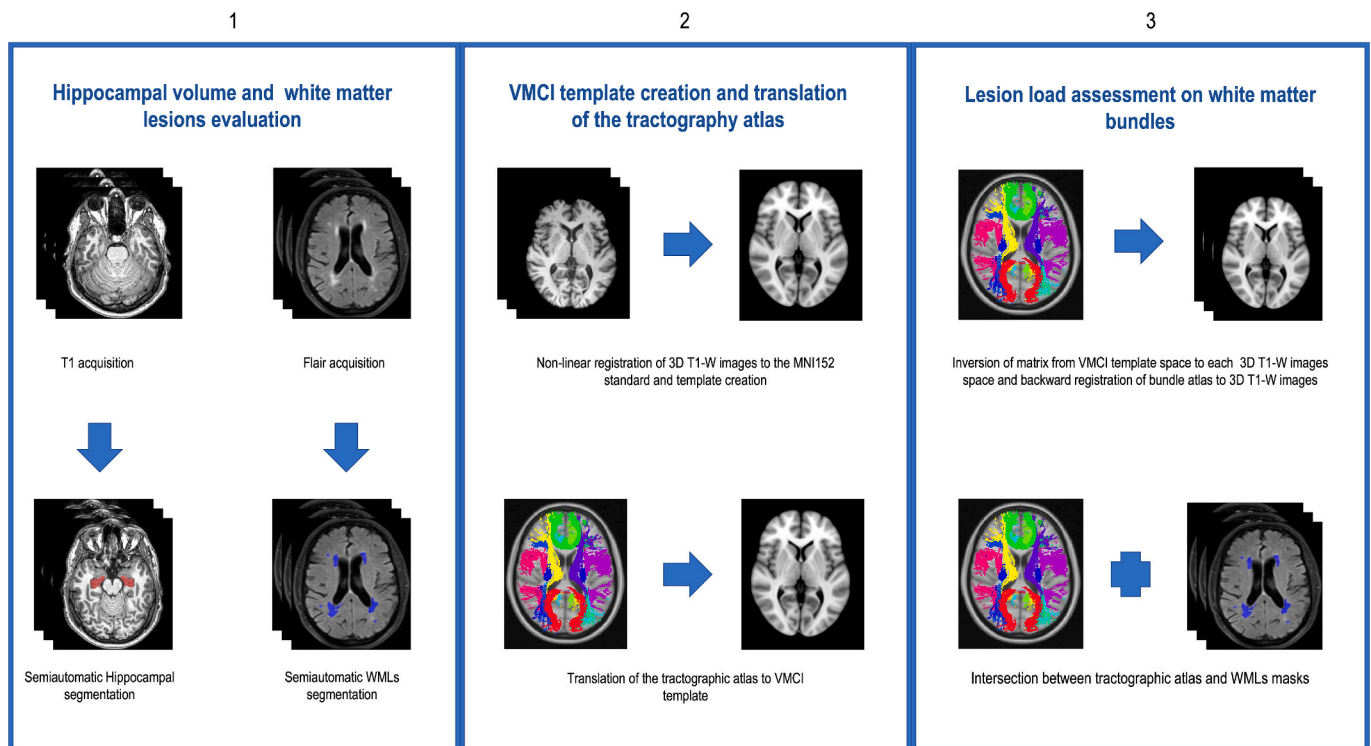 1
2
3
Hippocampal volume and white matter
lesions evaluation
T1 acquisition
Flair acquisition
Semiautomatic Hippocampal
segmentation
Semiautomatic WMLs
segmentation
VMCI template creation and translation
of the tractography atlas
Non-linear registration of 3D T1-W images to the MNI152
standard and template creation
Translation of the tractographic atlas to VMCI
template
Lesion load assessment on white matter
bundles
Inversion of matrix from VMCI template space to each 3D T1-W images
space and backward registration of bundle atlas to 3D T1-W images
Intersection between tractographic atlas and WMLs masks